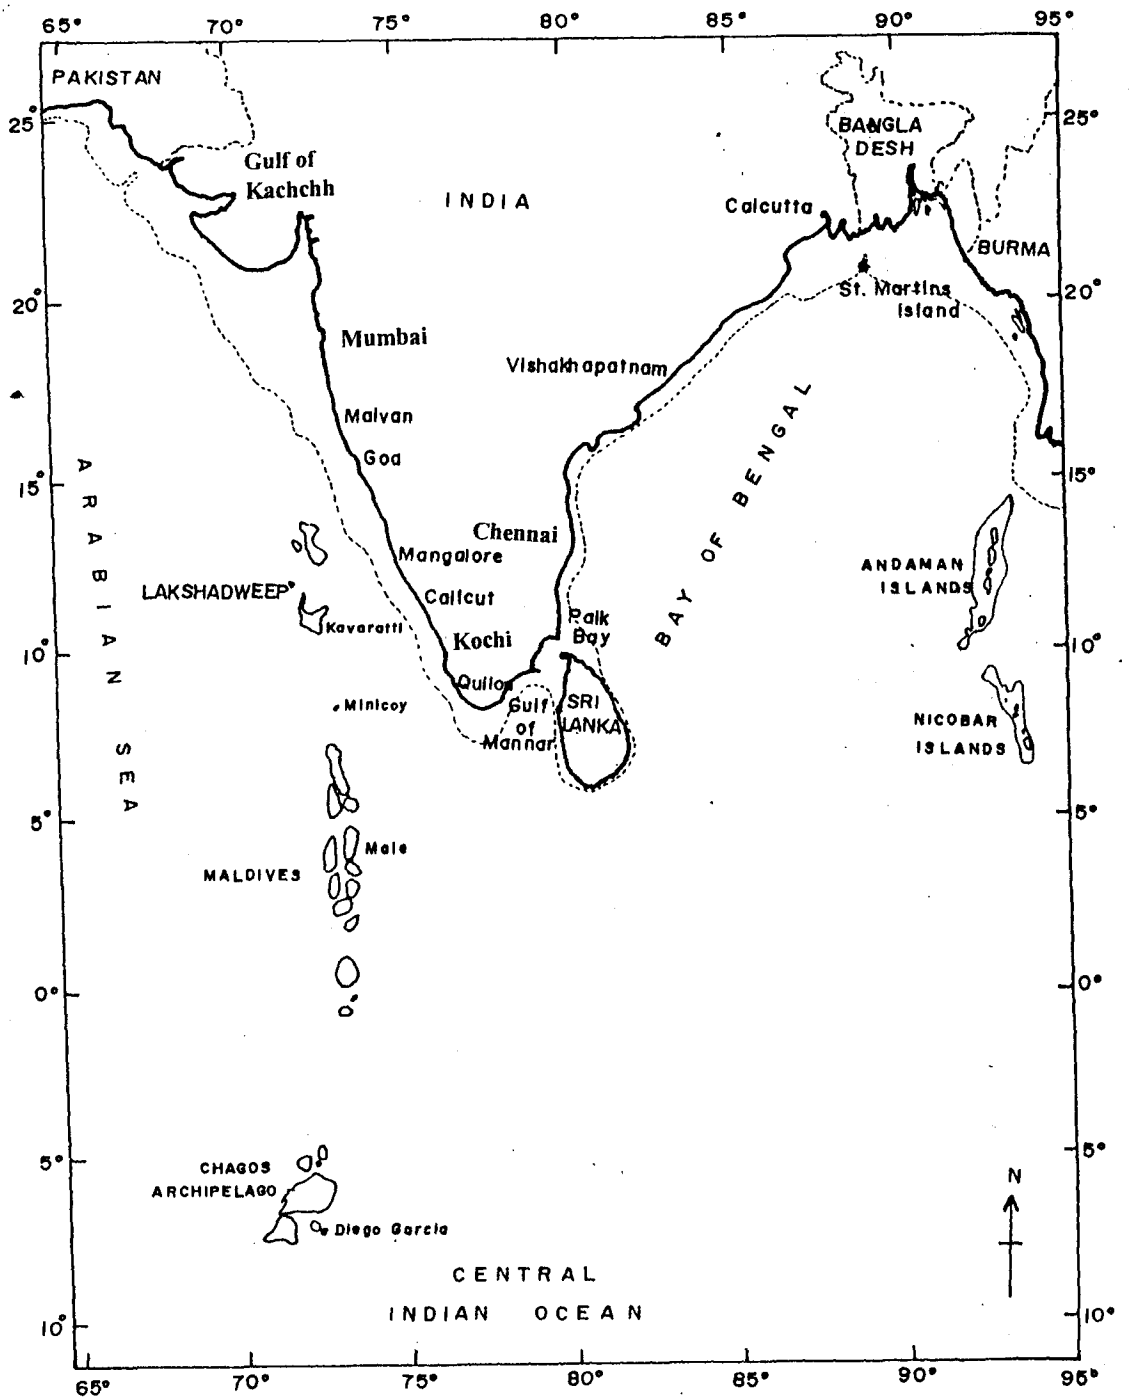 65° 70° 75° 80° 85° 90° 95°
PAKISTAN
25°
25°
BANGLA
DESH
Gulf of
Kachchh
INDIA
Calcutta
BURMA
St. Martins
Island
20°
20°
Mumbai
Vishakhapatnam
Malvan
Goa
ARABIAN SEA
BAY OF BENGAL
15°
15°
Chennai
Mangalore
ANDAMAN
ISLANDS
LAKSHADWEEP
Calicut
Kavaratti
Palk
Bay
Kochi
10°
10°
Quilon
Minicoy
Gulf
of
Mannar
SRI
LANKA
NICOBAR
ISLANDS
5°
5°
Male
MALDIVES
0°
0°
5°
5°
CHAGOS
ARCHIPELAGO
Diego Garcia
N
CENTRAL
INDIAN OCEAN
10°
10°
65° 70° 75° 80° 85° 90° 95°